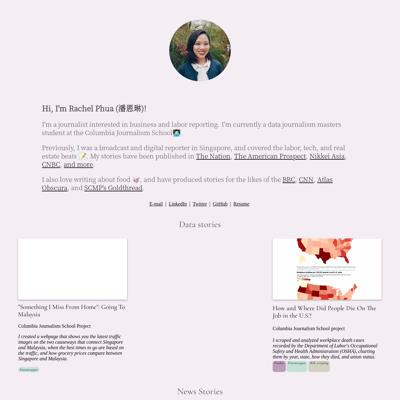 Hi, I'm Rachel Phua (潘恩琳)!
I'm a journalist interested in business and labor reporting. I'm currently a data journalism masters
student at the Columbia Journalism School
Previously, I was a broadcast and digital reporter in Singapore, and covered the labor, tech, and real
estate beats. My stories have been published in The Nation, The American Prospect, Nikkei Asia,
CNBC, and more.
I also love writing about food, and have produced stories for the likes of the BBC, CNN, Atlas
Obscura, and SCMP's Goldthread.
E-mail | LinkedIn | Twitter | GitHub | Resume
Data stories
"Something I Miss From Home": Going To
Malaysia
Columbia Journalism School Project
I created a webpage that shows you the latest traffic
images on the two causeways that connect Singapore
and Malaysia, when the best times to go are based on
the traffic, and how grocery prices compare between
Singapore and Malaysia.
How and Where Did People Die On The
Job in the U.S.?
Columbia Journalism School project
I scraped and analyzed workplace death cases
recorded by the Department of Labor's Occupational
Safety and Health Administration (OSHA), charting
them by year, state, how they died, and union status.
News Stories